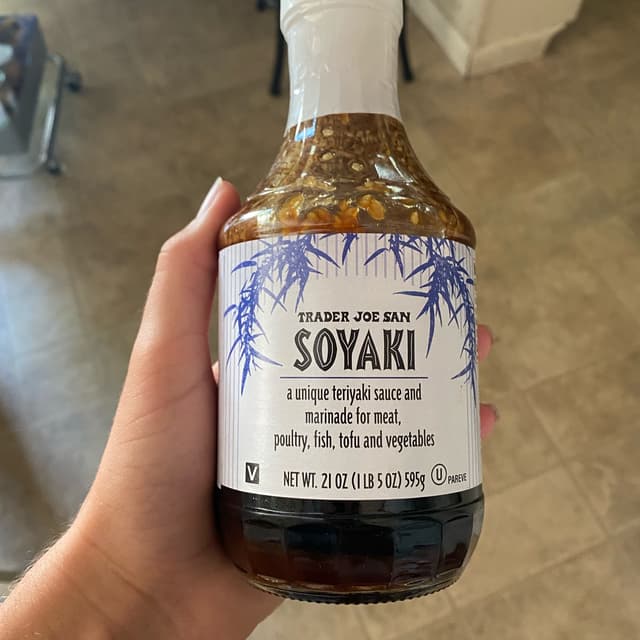 TRADER JOE SAN
SOYAKI
a unique teriyaki sauce and
marinade for meat,
poultry, fish, tofu and vegetables
V
NET WT. 21 OZ (1 LB 5 OZ) 595g
U PAREVE